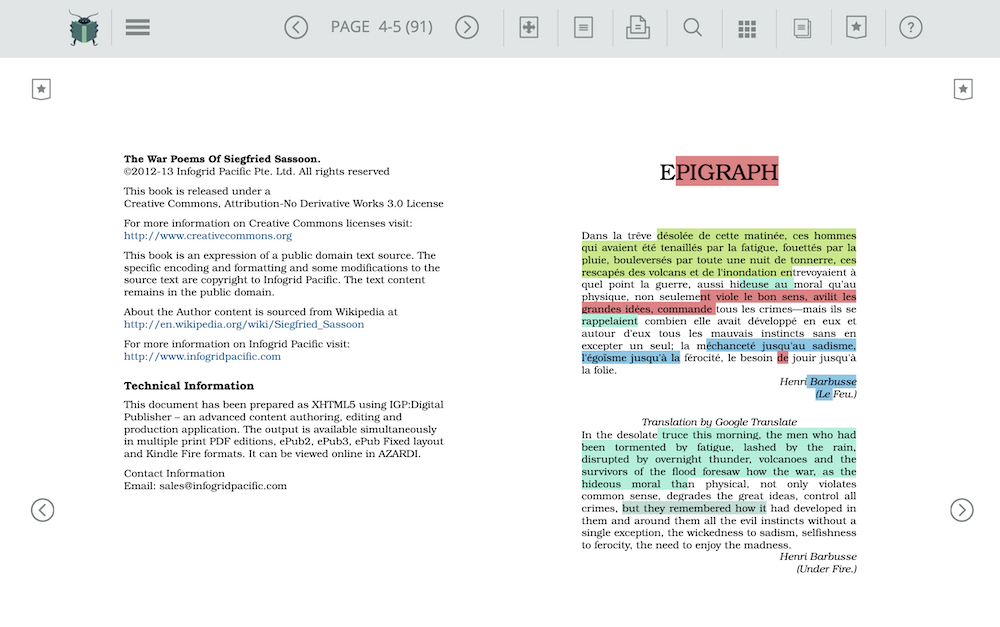 PAGE 4-5 (91)
The War Poems Of Siegfried Sassoon.
©2012-13 Infogrid Pacific Pte. Ltd. All rights reserved
This book is released under a
Creative Commons, Attribution-No Derivative Works 3.0 License
For more information on Creative Commons licenses visit:
http://www.creativecommons.org
This book is an expression of a public domain text source. The
specific encoding and formatting and some modifications to the
source text are copyright to Infogrid Pacific. The text content
remains in the public domain.
About the Author content is sourced from Wikipedia at
http://en.wikipedia.org/wiki/Siegfried_Sassoon
For more information on Infogrid Pacific visit:
http://www.infogridpacific.com
Technical Information
This document has been prepared as XHTML5 using IGP:Digital
Publisher – an advanced content authoring, editing and
production application. The output is available simultaneously
in multiple print PDF editions, ePub2, ePub3, ePub Fixed layout
and Kindle Fire formats. It can be viewed online in AZARDI.
Contact Information
Email: sales@infogridpacific.com
EPIGRAPH
Dans la trêve désolée de cette matinée, ces hommes
qui avaient été tenaillés par la fatigue, fouettés par la
pluie, bouleversés par toute une nuit de tonnerre, ces
rescapés des volcans et de l'inondation entrevoyaient à
quel point la guerre, aussi hideuse au moral qu'au
physique, non seulement viole le bon sens, avilit les
grandes idées, commande tous les crimes—mais ils se
rappelaient combien elle avait développé en eux et
autour d'eux tous les mauvais instincts sans en
excepter un seul; la méchanceté jusqu'au sadisme,
l'égoïsme jusqu'à la férocité, le besoin de jouir jusqu'à
la folie.
Henri Barbusse
(Le Feu.)
Translation by Google Translate
In the desolate truce this morning, the men who had
been tormented by fatigue, lashed by the rain,
disrupted by overnight thunder, volcanoes and the
survivors of the flood foresaw how the war, as the
hideous moral than physical, not only violates
common sense, degrades the great ideas, control all
crimes, but they remembered how it had developed in
them and around them all the evil instincts without a
single exception, the wickedness to sadism, selfishness
to ferocity, the need to enjoy the madness.
Henri Barbusse
(Under Fire.)